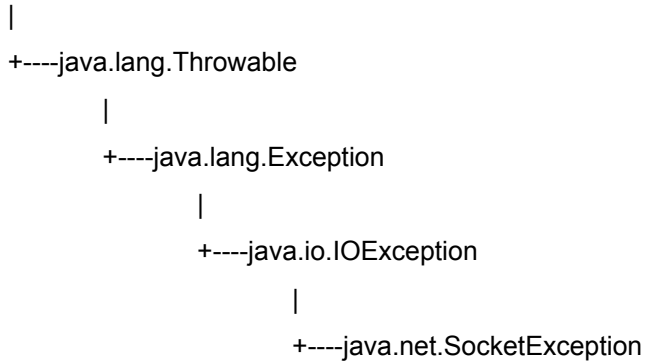 |
+----java.lang.Throwable
|
+----java.lang.Exception
|
+----java.io.IOException
|
+----java.net.SocketException